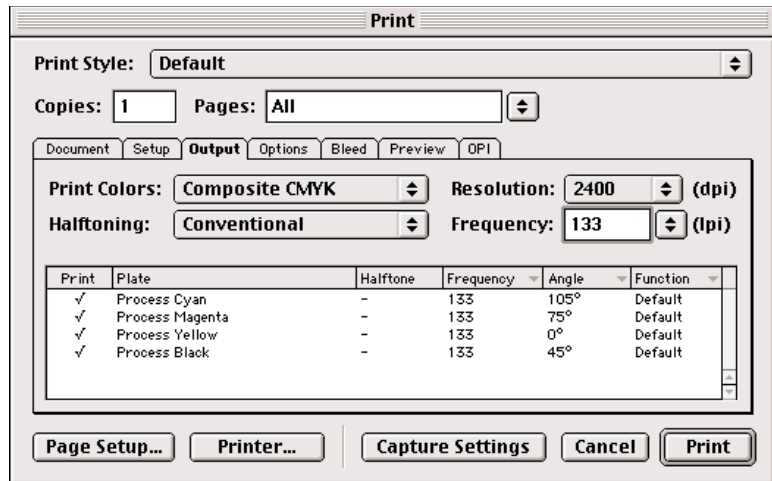 Print
Print Style: Default
Copies: 1 Pages: All
Document Setup Output Options Bleed Preview OPI
Print Colors: Composite CMYK Resolution: 2400 (dpi)
Halftoning: Conventional Frequency: 133 (lpi)
Print Plate Halftone Frequency Angle Function
√ Process Cyan - 133 105° Default
√ Process Magenta - 133 75° Default
√ Process Yellow - 133 0° Default
√ Process Black - 133 45° Default
Page Setup... Printer... Capture Settings Cancel Print